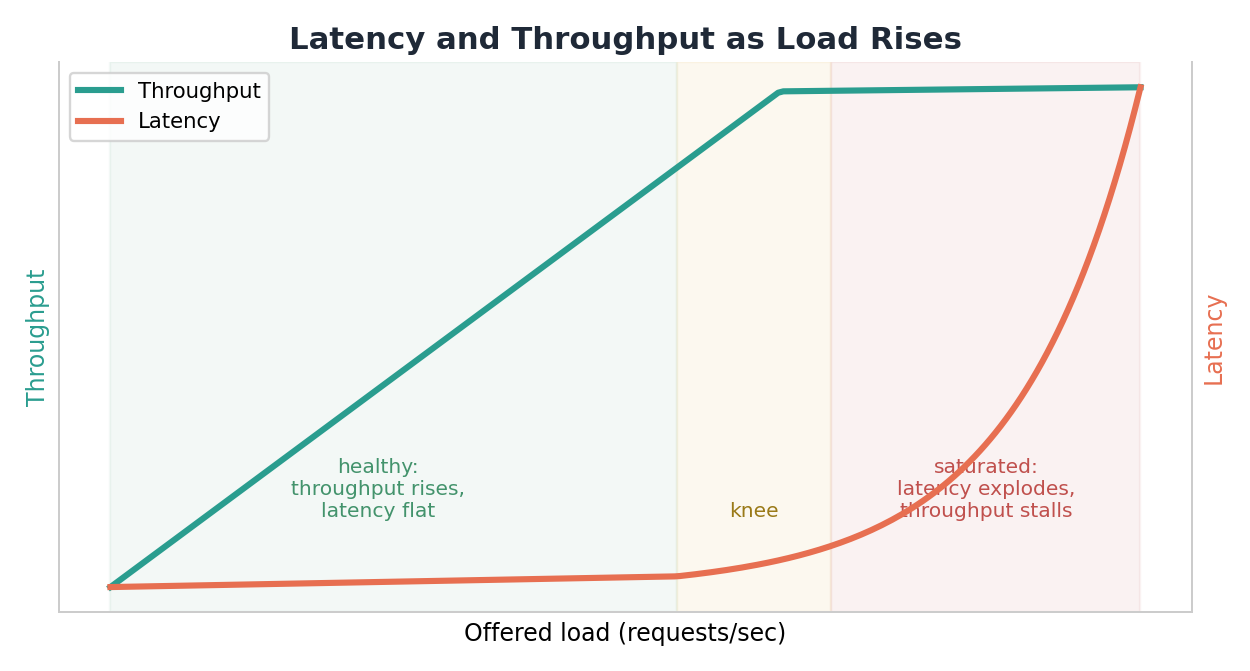 Latency and Throughput as Load Rises
Throughput
Latency
Throughput
healthy:
throughput rises,
latency flat
knee
saturated:
latency explodes,
throughput stalls
Latency
Offered load (requests/sec)